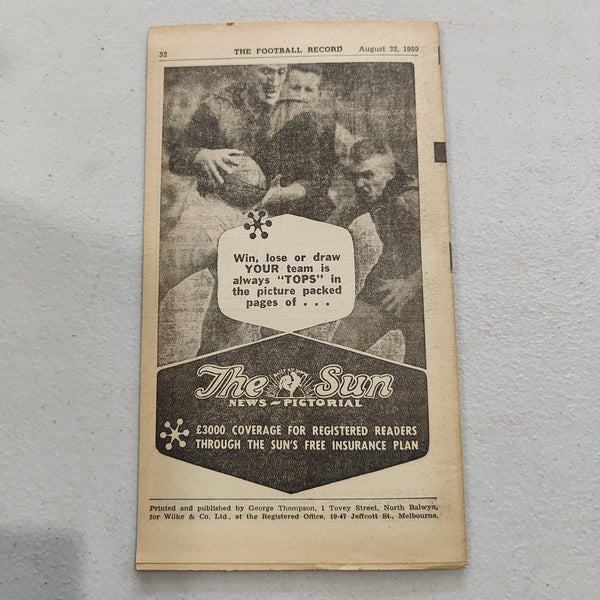 32 THE FOOTBALL RECORD August 22, 1959
Win, lose or draw
YOUR team is
always "TOPS" in
the picture packed
pages of . . .
The Sun
NEWS-PICTORIAL
£3000 COVERAGE FOR REGISTERED READERS
THROUGH THE SUN'S FREE INSURANCE PLAN
Printed and published by George Thompson, 1 Tovey Street, North Balwyn,
for Wilke & Co. Ltd., at the Registered Office, 19-47 Jeffcott St., Melbourne.